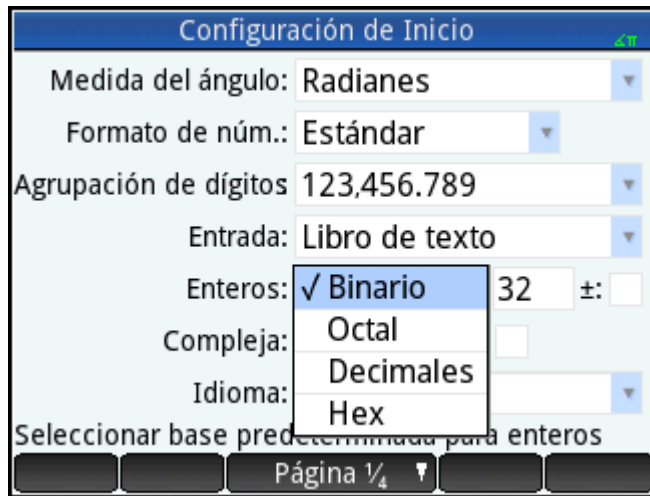 Configuración de Inicio ∡π
Medida del ángulo: Radianes
Formato de núm.: Estándar
Agrupación de dígitos 123,456.789
Entrada: Libro de texto
Enteros: √ Binario 32 ±:
Octal
Compleja:
Decimales
Idioma:
Hex
Seleccionar base predeterminada para enteros
Página 1/4